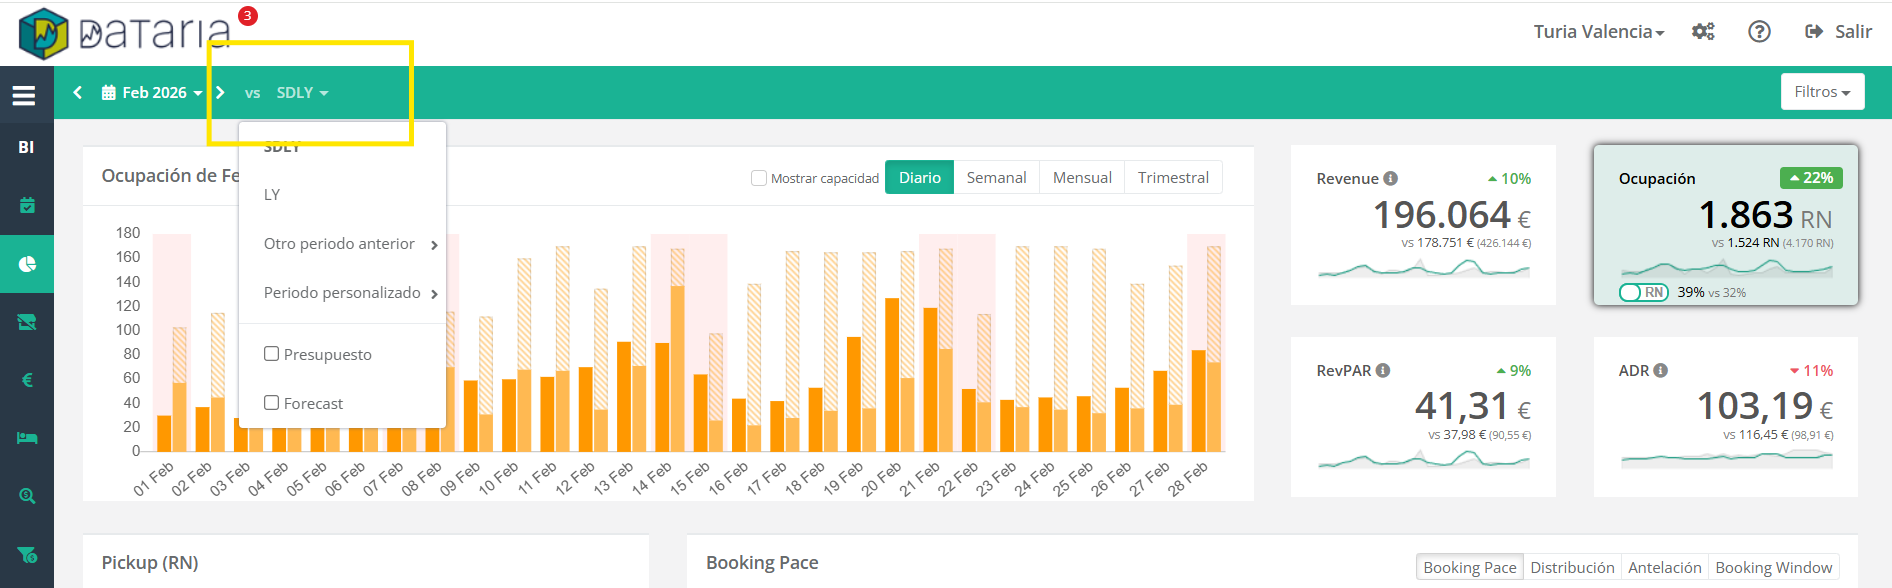 DATARIA
3
Turia Valencia
Salir
Feb 2026
vs
SDLY
Filtros
BI
SDLY
LY
Otro periodo anterior
Periodo personalizado
Presupuesto
Forecast
Ocupación de Fe
Mostrar capacidad
Diario
Semanal
Mensual
Trimestral
180
160
140
120
100
80
60
40
20
0
01 Feb
02 Feb
03 Feb
04 Feb
05 Feb
06 Feb
07 Feb
08 Feb
09 Feb
10 Feb
11 Feb
12 Feb
13 Feb
14 Feb
15 Feb
16 Feb
17 Feb
18 Feb
19 Feb
20 Feb
21 Feb
22 Feb
23 Feb
24 Feb
25 Feb
26 Feb
27 Feb
28 Feb
Revenue
10%
196.064 €
vs 178.751 € (426.144 €)
Ocupación
22%
1.863 RN
vs 1.524 RN (4.170 RN)
RN
39% vs 32%
RevPAR
9%
41,31 €
vs 37,98 € (90,55 €)
ADR
11%
103,19 €
vs 116,45 € (98,91 €)
Pickup (RN)
Booking Pace
Booking Pace
Distribución
Antelación
Booking Window